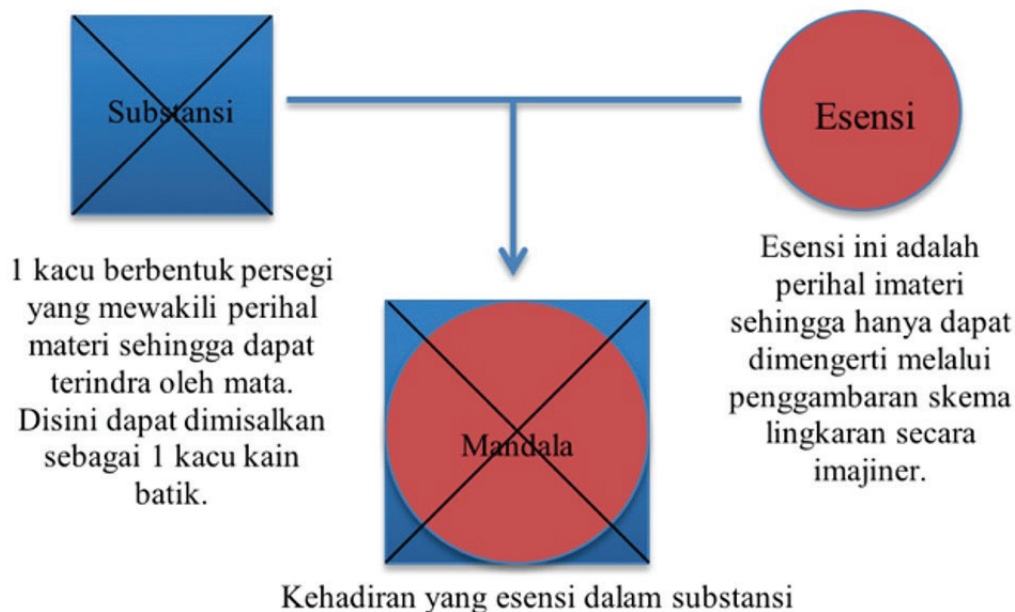 Substansi
Esensi
1 kacu berbentuk persegi
yang mewakili perihal
materi sehingga dapat
terindra oleh mata.
Disini dapat dimisalkan
sebagai 1 kacu kain
batik.
Esensi ini adalah
perihal imateri
sehingga hanya dapat
dimengerti melalui
penggambaran skema
lingkaran secara
imajiner.
Mandala
Kehadiran yang esensi dalam substansi